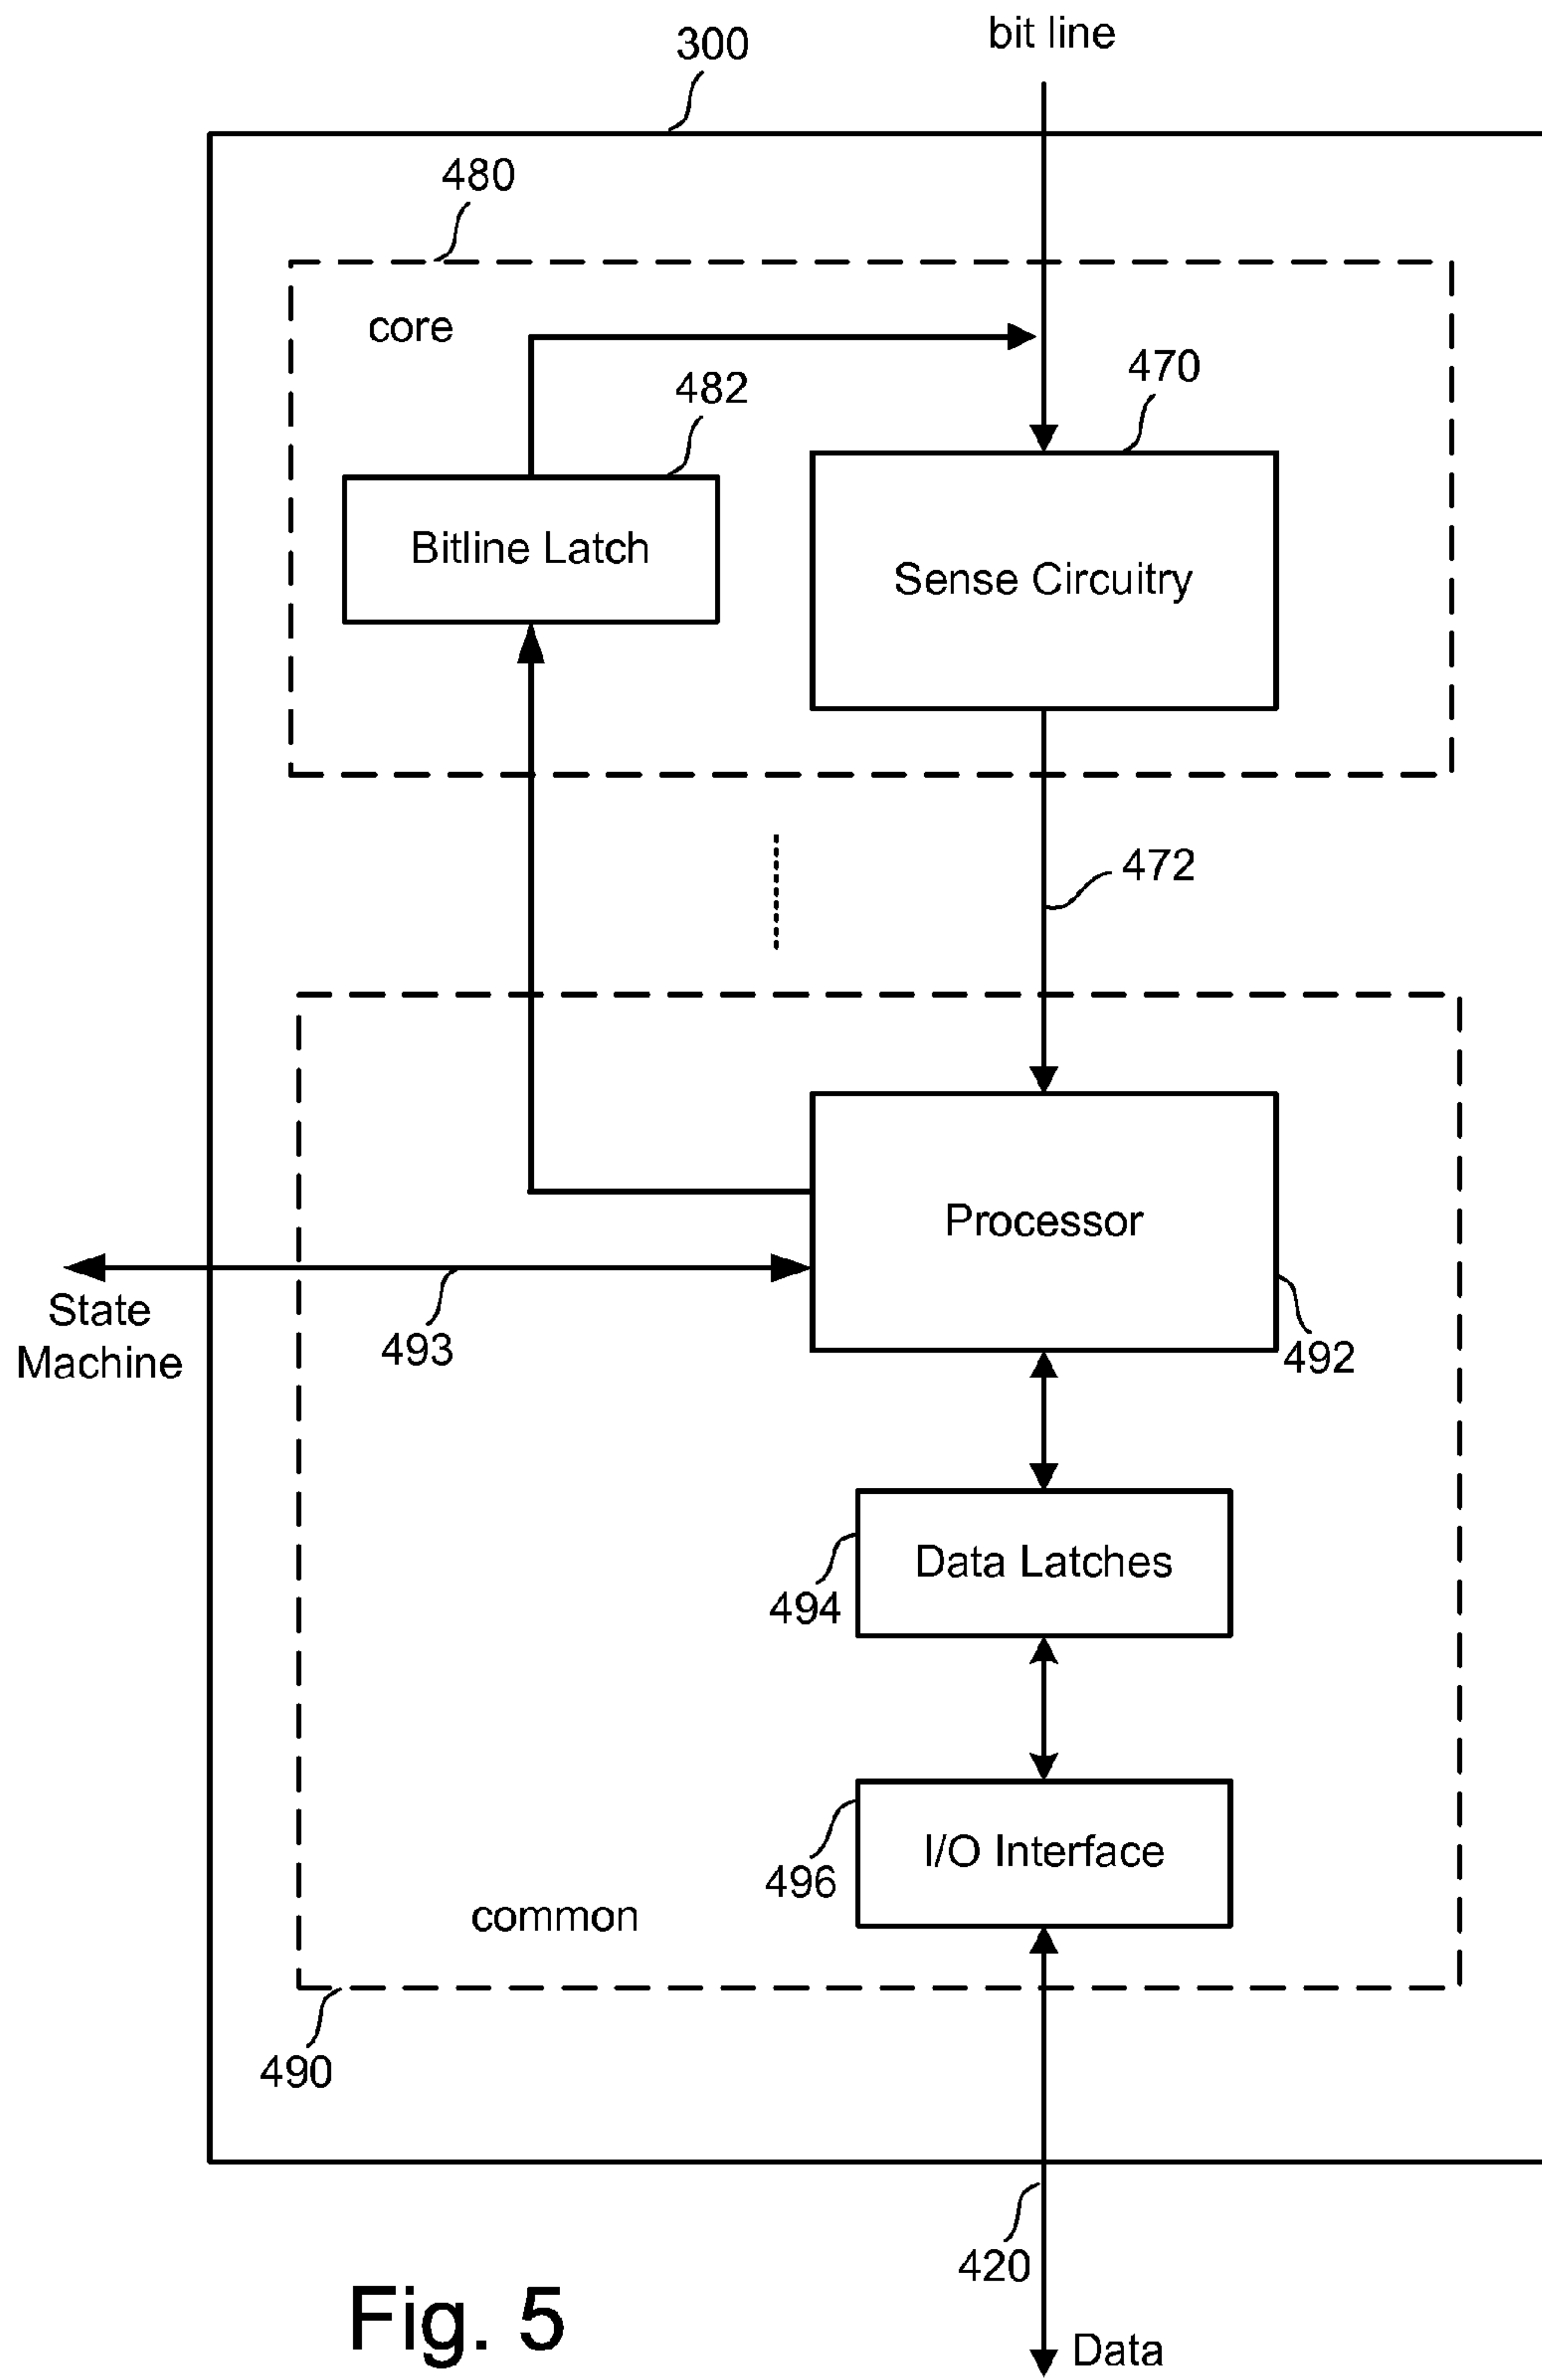 bit line
300
480
core
482
470
Bitline Latch
Sense Circuitry
472
Processor
State
Machine
493
492
Data Latches
494
I/O Interface
496
common
490
420
Fig. 5
Data